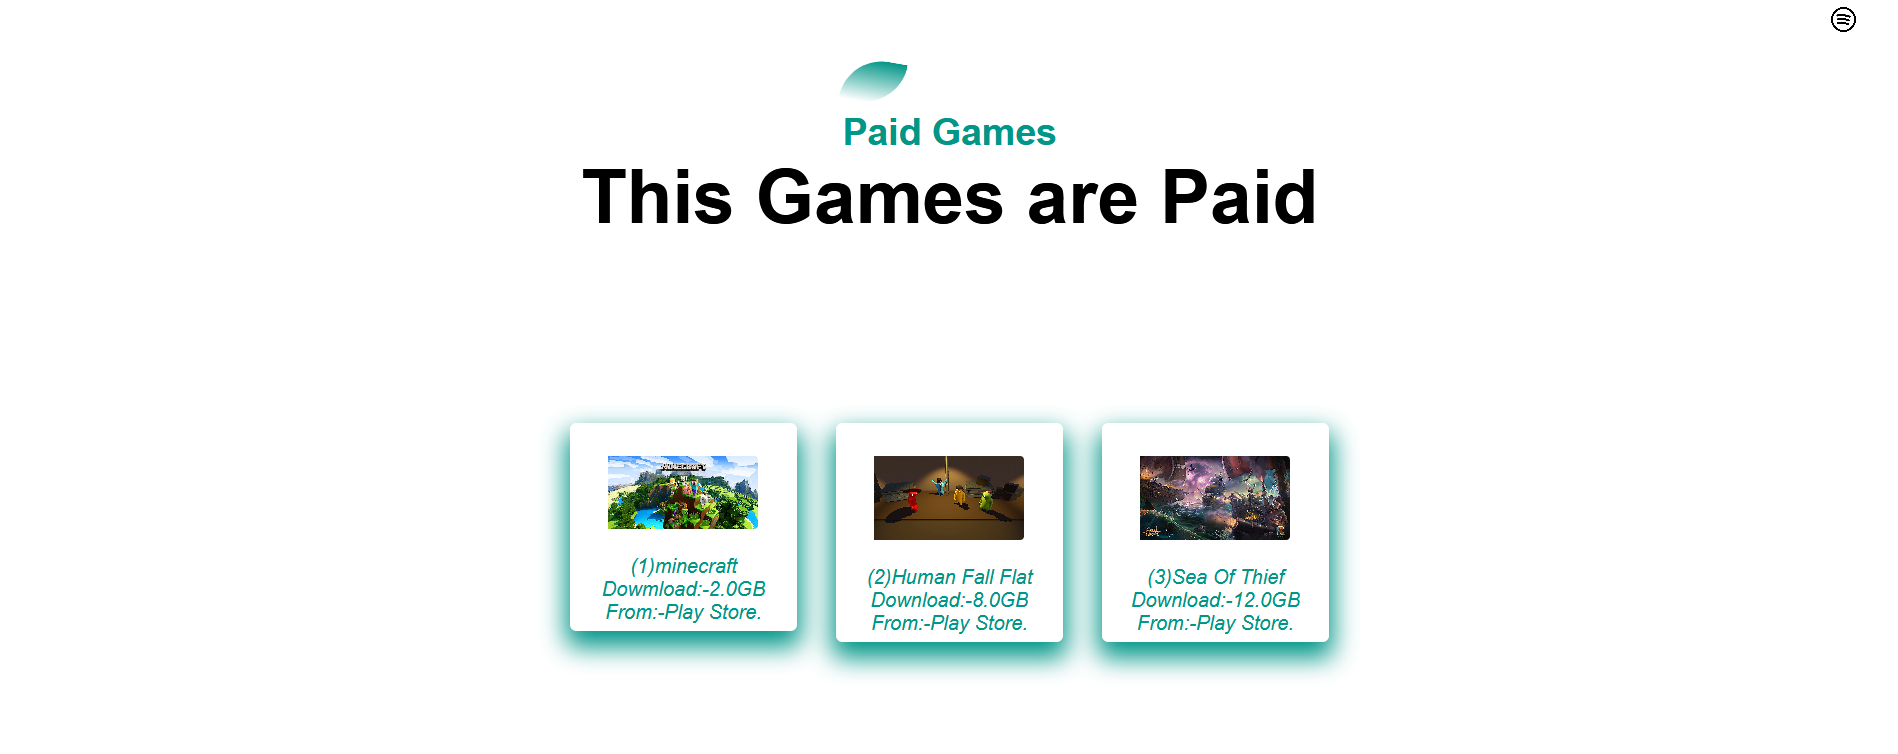 Paid Games
This Games are Paid
MINECRAFT
(1)minecraft
Dowmload:-2.0GB
From:-Play Store.
(2)Human Fall Flat
Download:-8.0GB
From:-Play Store.
(3)Sea Of Thief
Download:-12.0GB
From:-Play Store.